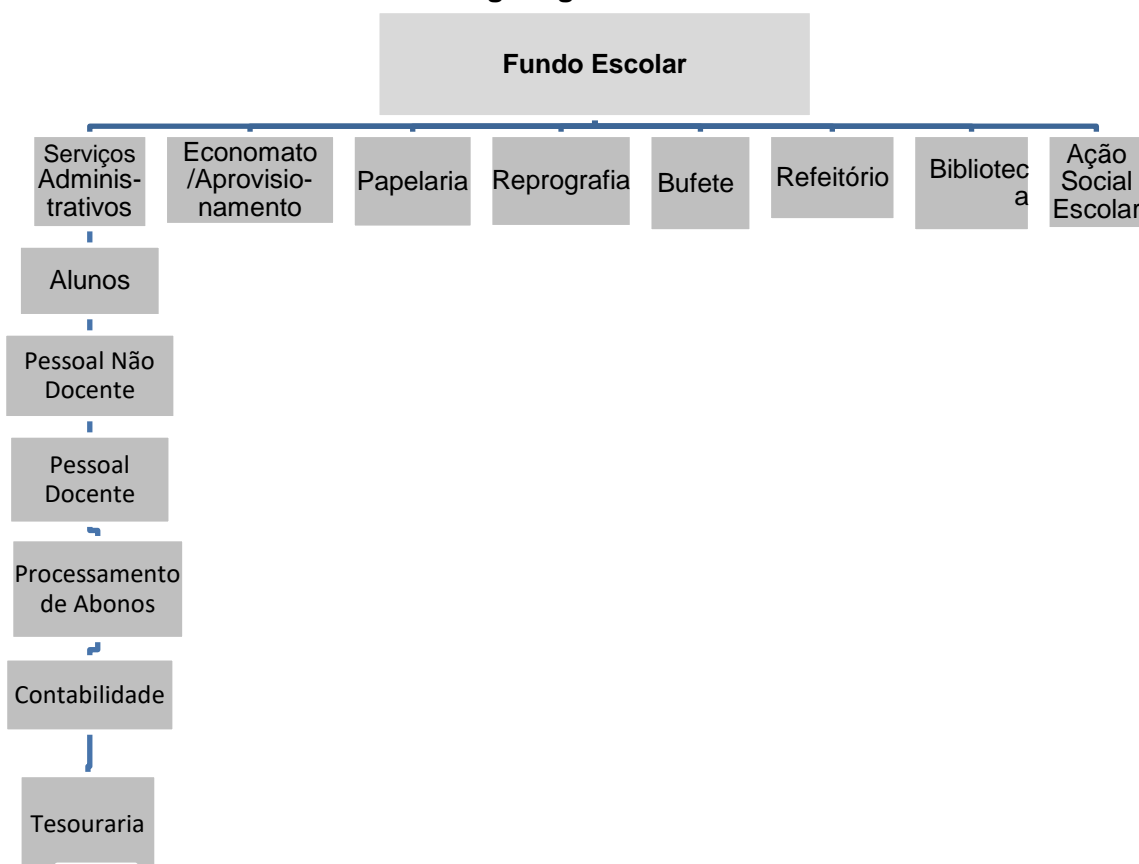 Fundo Escolar
Serviços
Adminis-
trativos
Economato
/Aprovisio-
namento
Papelaria
Reprografia
Bufete
Refeitório
Bibliotec
a
Ação
Social
Escolar
Alunos
Pessoal Não
Docente
Pessoal
Docente
Processamento
de Abonos
Contabilidade
Tesouraria